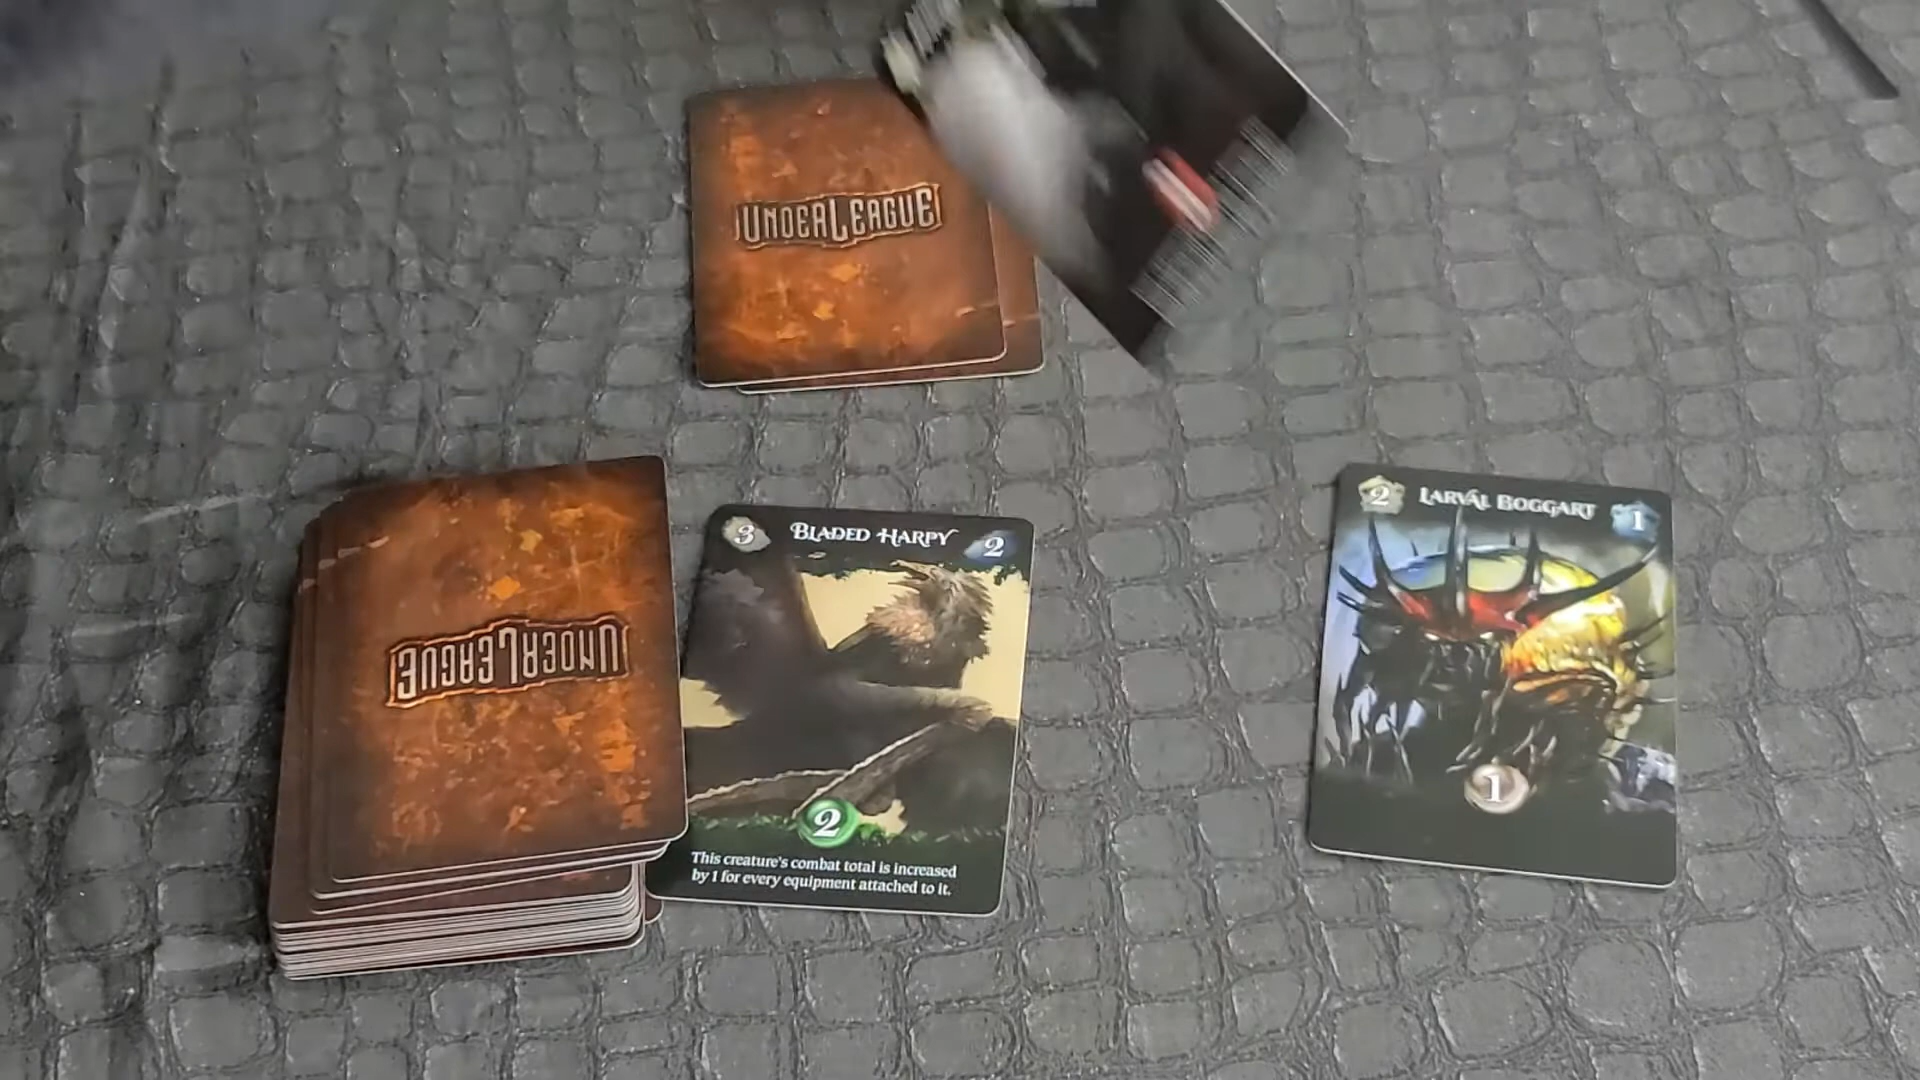 UNDERLEAGUE
UNDERLEAGUE
3 BLADED HARPY 2
2
This creature's combat total is increased
by 1 for every equipment attached to it.
2 LARVAL BOGGART 1
1